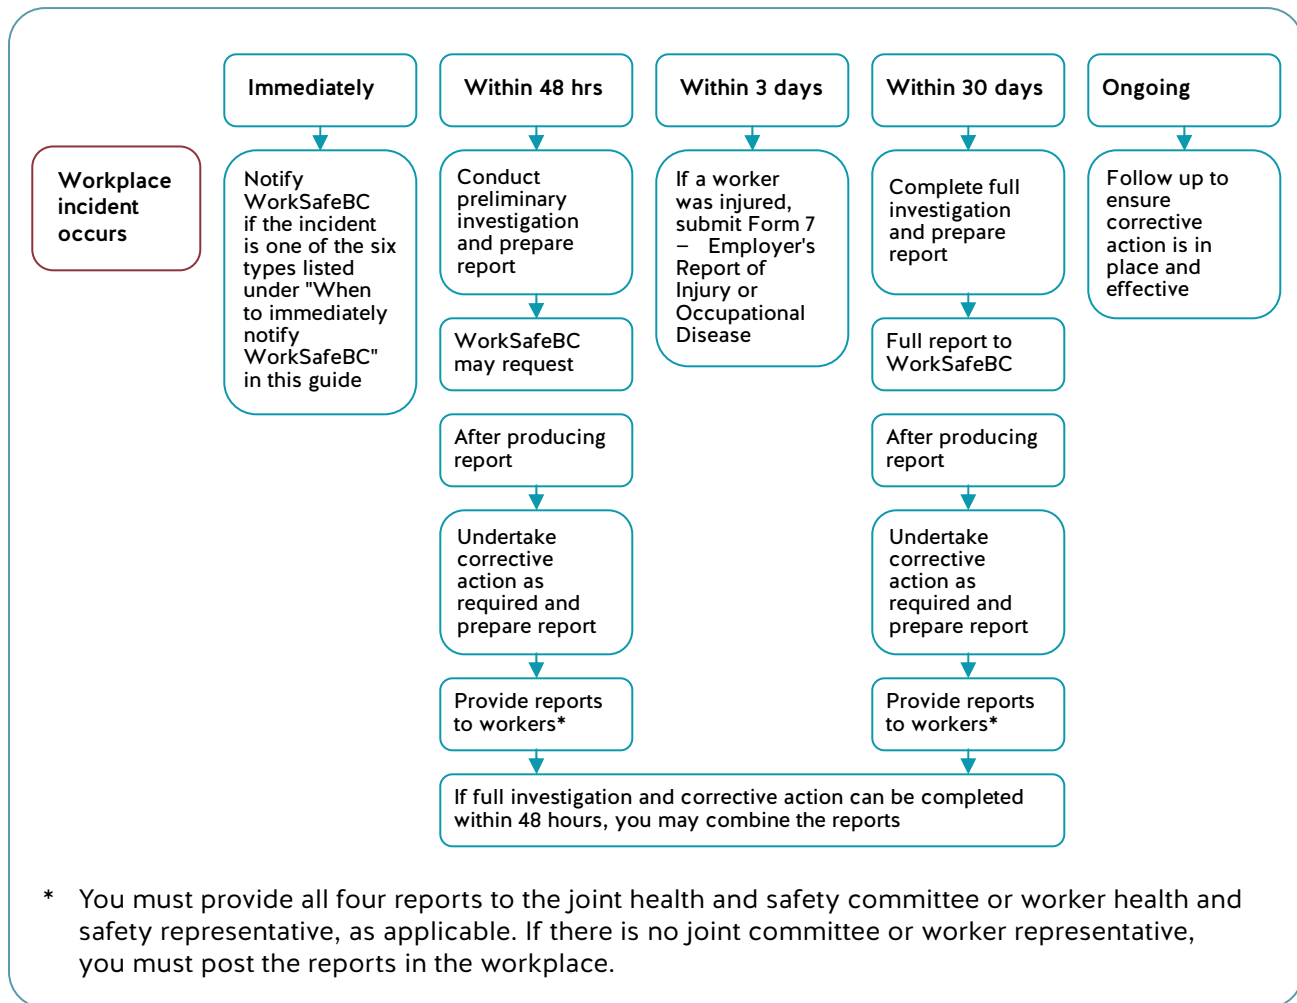 Workplace
incident
occurs
Immediately
Notify
WorkSafeBC
if the incident
is one of the six
types listed
under "When
to immediately
notify
WorkSafeBC"
in this guide
Within 48 hrs
Conduct
preliminary
investigation
and prepare
report
WorkSafeBC
may request
After producing
report
Undertake
corrective
action as
required and
prepare report
Provide reports
to workers*
Within 3 days
If a worker
was injured,
submit Form 7
– Employer's
Report of
Injury or
Occupational
Disease
Within 30 days
Complete full
investigation
and prepare
report
Full report to
WorkSafeBC
After producing
report
Undertake
corrective
action as
required and
prepare report
Provide reports
to workers*
If full investigation and corrective action can be completed
within 48 hours, you may combine the reports
Ongoing
Follow up to
ensure
corrective
action is in
place and
effective
* You must provide all four reports to the joint health and safety committee or worker health and
safety representative, as applicable. If there is no joint committee or worker representative,
you must post the reports in the workplace.